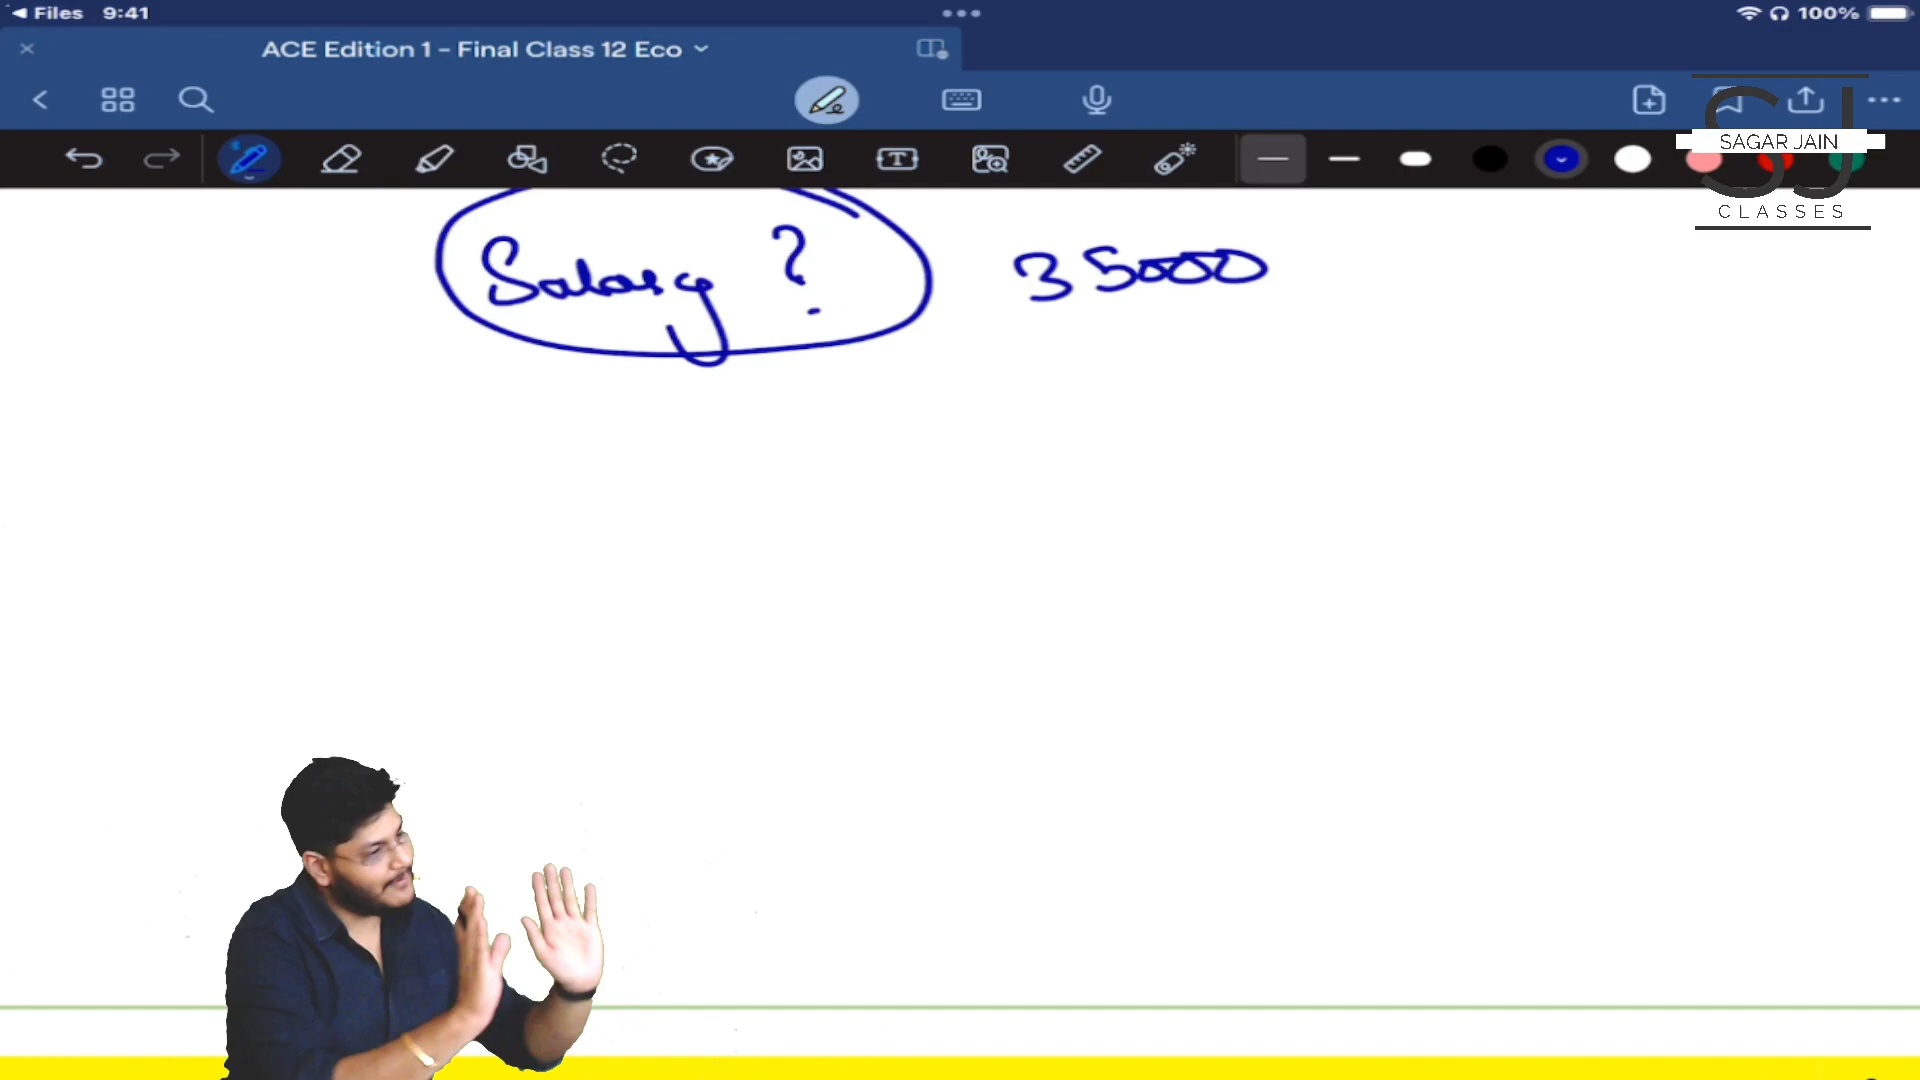 Files 9:41 100%
ACE Edition 1 - Final Class 12 Eco
SAGAR JAIN
CLASSES
Salary ? 35000